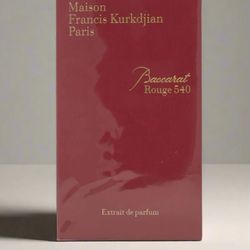 Maison
Francis Kurkdjian
Paris
Baccarat
Rouge 540
Extrait de parfum